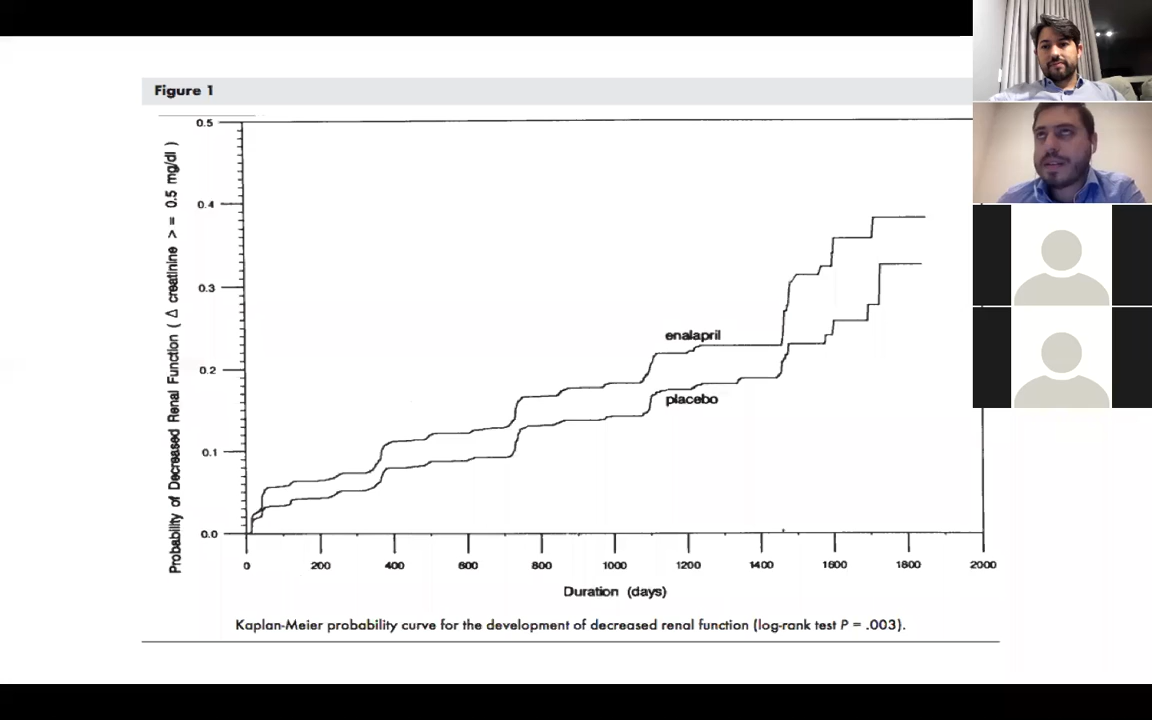 Figure 1
Probability of Decreased Renal Function ( Δ creatinine > = 0.5 mg/dl )
0.5
0.4
0.3
0.2
0.1
0.0
enalapril
placebo
0 200 400 600 800 1000 1200 1400 1600 1800 2000
Duration (days)
Kaplan-Meier probability curve for the development of decreased renal function (log-rank test P = .003).